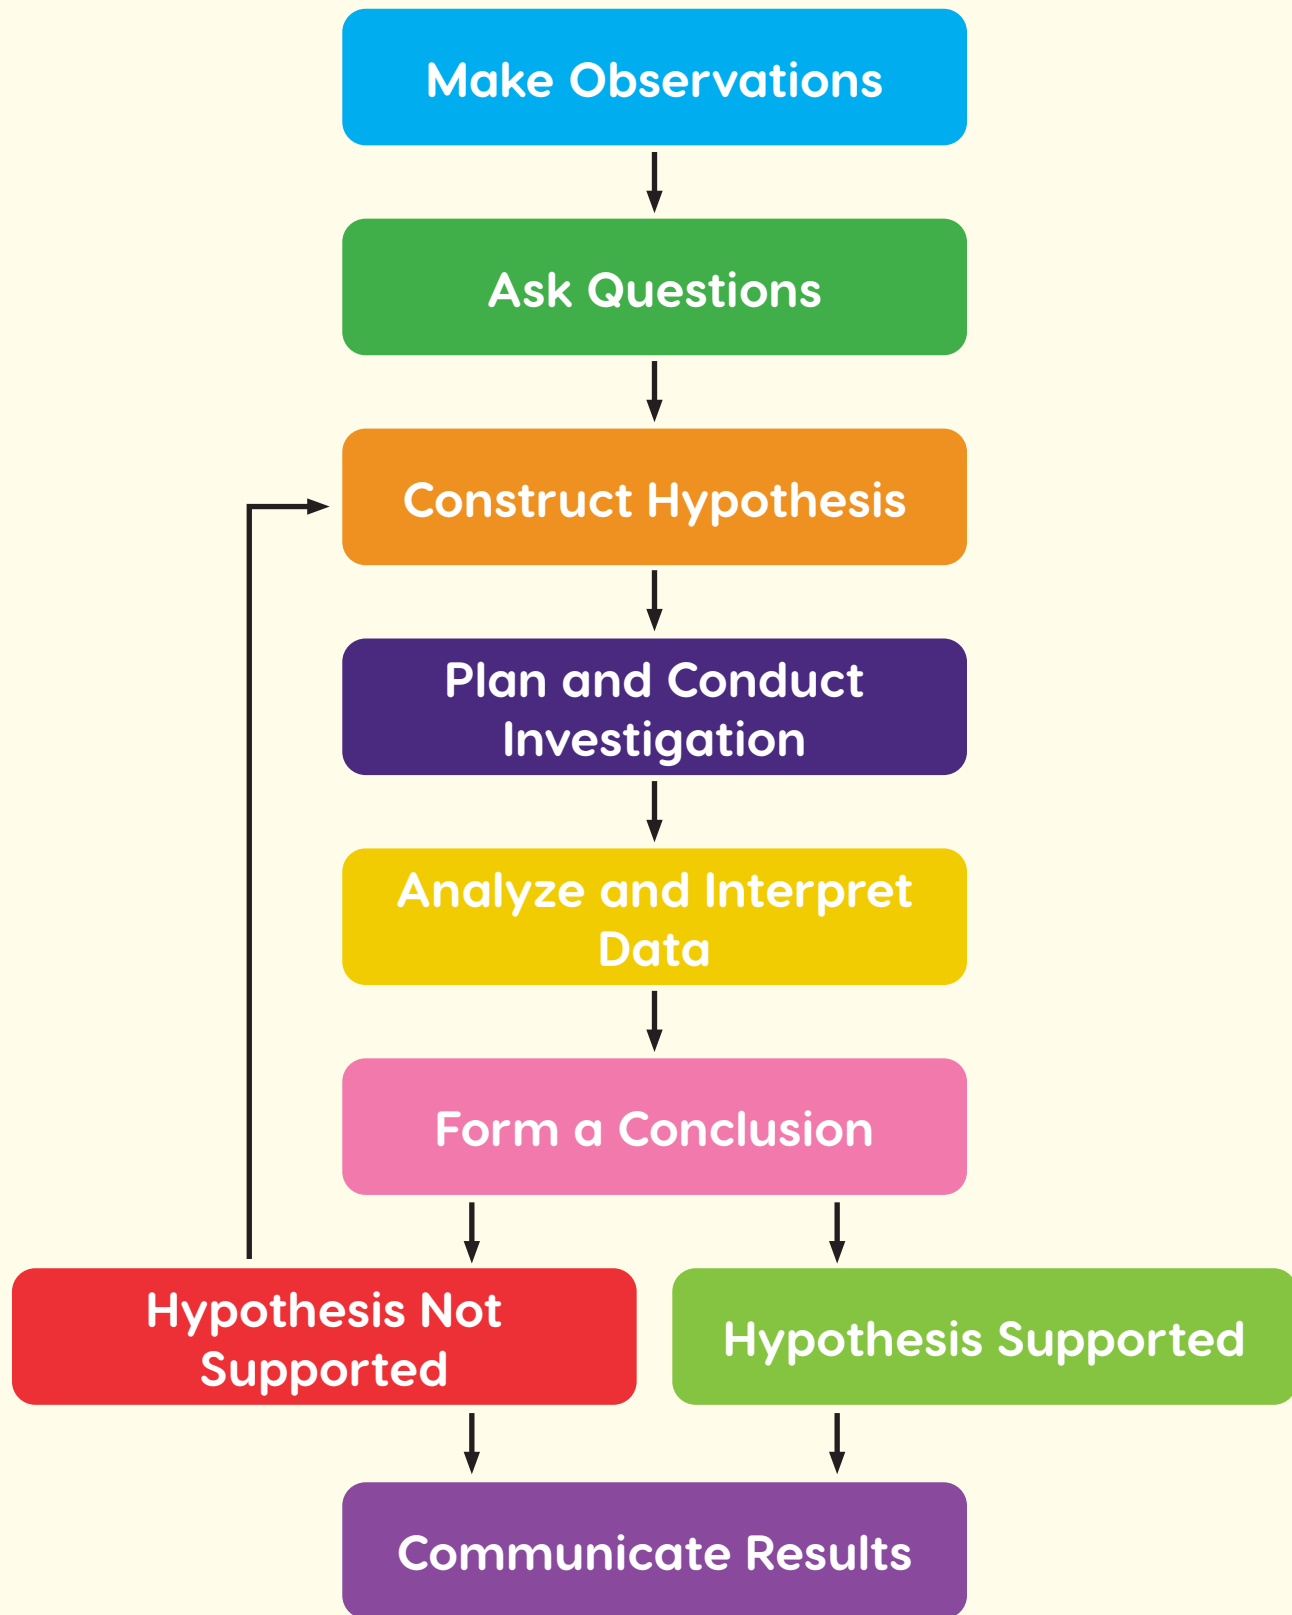 Make Observations
Ask Questions
Construct Hypothesis
Plan and Conduct
Investigation
Analyze and Interpret
Data
Form a Conclusion
Hypothesis Not
Supported
Hypothesis Supported
Communicate Results